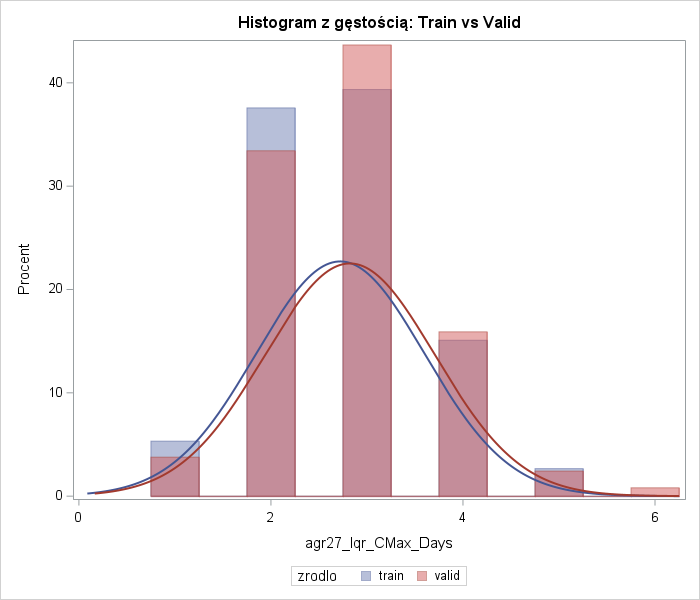 Histogram z gęstością: Train vs Valid
Procent
40
30
20
10
0
0 2 4 6
agr27_Iqr_CMax_Days
zrodlo train valid